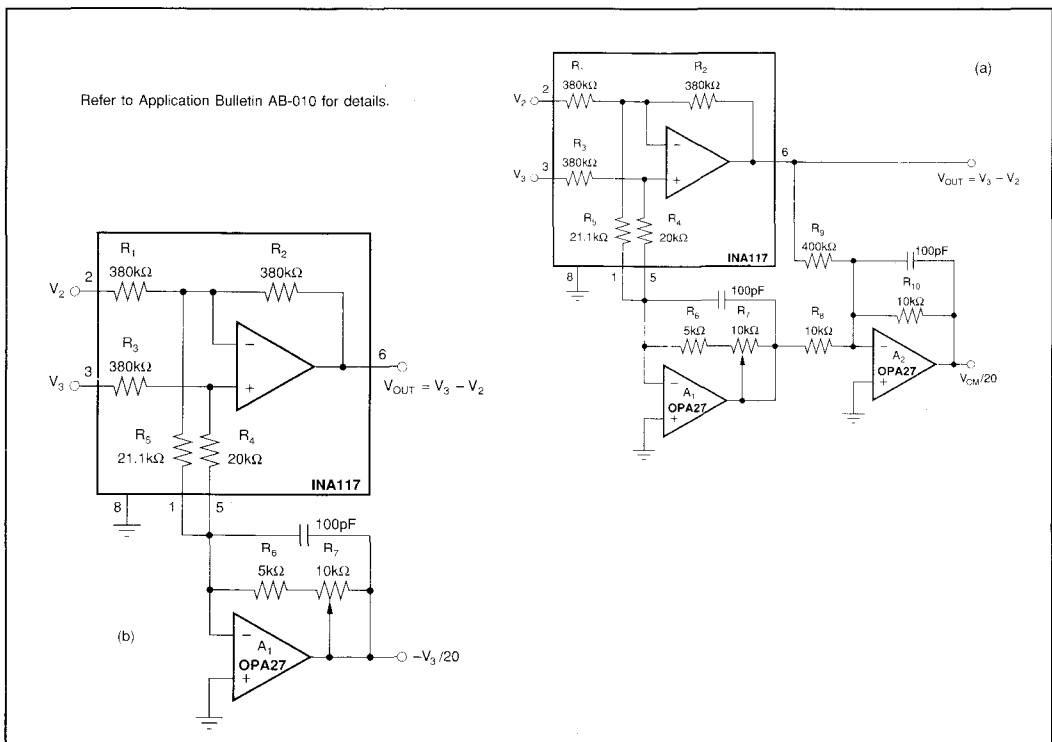 Refer to Application Bulletin AB-010 for details.
(a)
R,
380kΩ
R2
380kΩ
2
V2
R3
380kΩ
3
V3
−
+
6
VOUT = V3 − V2
R5
21.1kΩ
R4
20kΩ
INA117
8
1
5
100pF
R6
5kΩ
R7
10kΩ
R8
10kΩ
R9
400kΩ
100pF
R10
10kΩ
−
+
A1
OPA27
−
+
A2
OPA27
VCM/20
R1
380kΩ
R2
380kΩ
2
V2
R3
380kΩ
3
V3
−
+
6
VOUT = V3 − V2
R5
21.1kΩ
R4
20kΩ
INA117
8
1
5
100pF
R6
5kΩ
R7
10kΩ
(b)
−
+
A1
OPA27
−V3/20